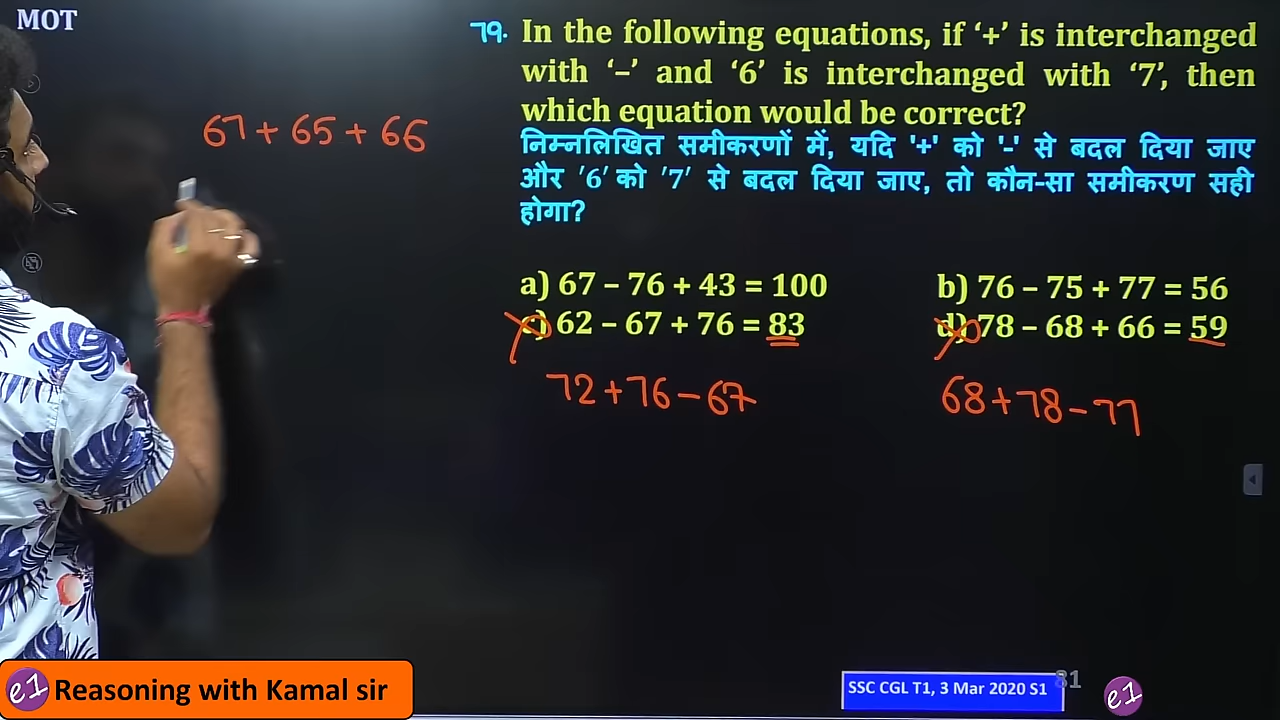 MOT
79. In the following equations, if ‘+’ is interchanged
with ‘–’ and ‘6’ is interchanged with ‘7’, then
which equation would be correct?
निम्नलिखित समीकरणों में, यदि '+' को '-' से बदल दिया जाए
और '6' को '7' से बदल दिया जाए, तो कौन-सा समीकरण सही
होगा?
67 + 65 + 66
a) 67 – 76 + 43 = 100
b) 76 – 75 + 77 = 56
c) 62 – 67 + 76 = 83
d) 78 – 68 + 66 = 59
72 + 76 – 67
68 + 78 – 77
e1 Reasoning with Kamal sir
SSC CGL T1, 3 Mar 2020 S1
81
e1